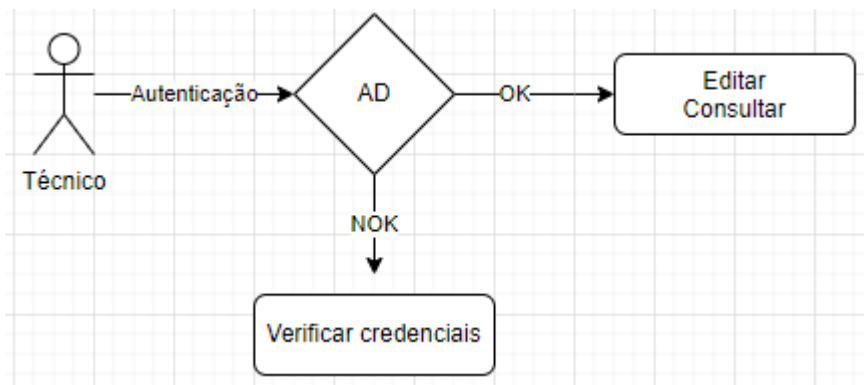 Autenticação
AD
OK
Editar
Consultar
Técnico
NOK
Verificar credenciais